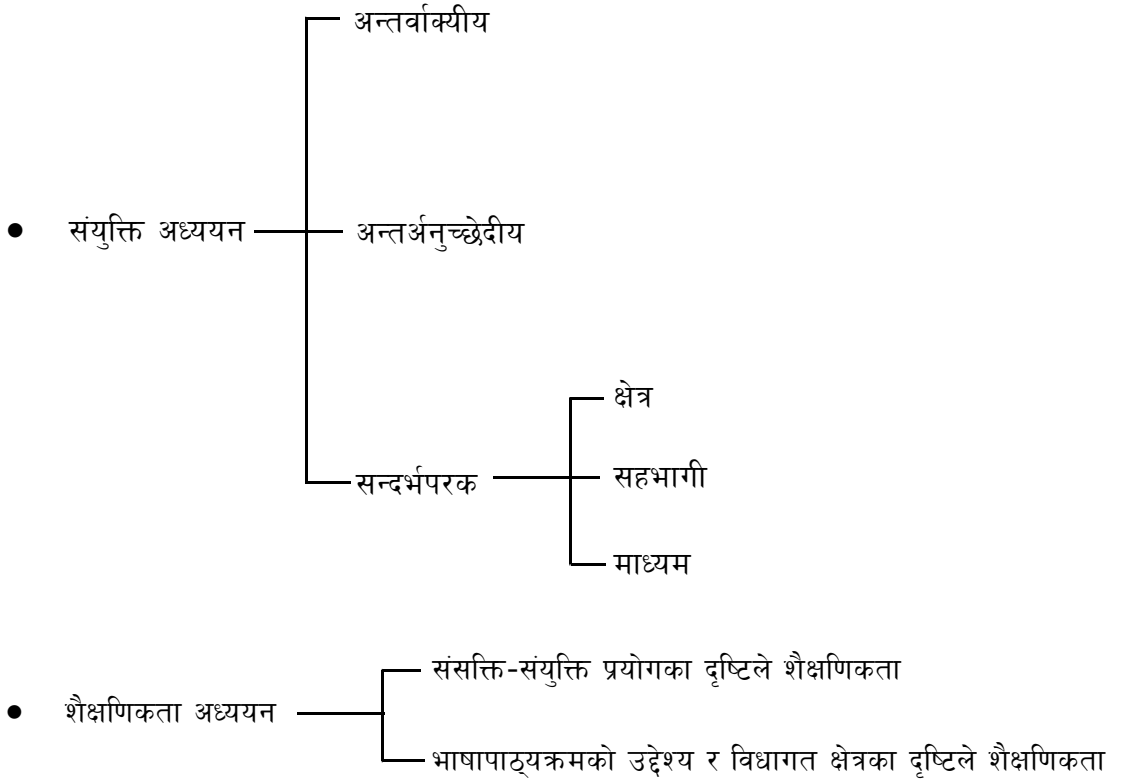 अन्तर्वाक्यीय
● संयुक्ति अध्ययन
अन्तर्अनुच्छेदीय
क्षेत्र
सन्दर्भपरक
सहभागी
माध्यम
संसक्ति-संयुक्ति प्रयोगका दृष्टिले शैक्षणिकता
● शैक्षणिकता अध्ययन
भाषापाठ्यक्रमको उद्देश्य र विधागत क्षेत्रका दृष्टिले शैक्षणिकता